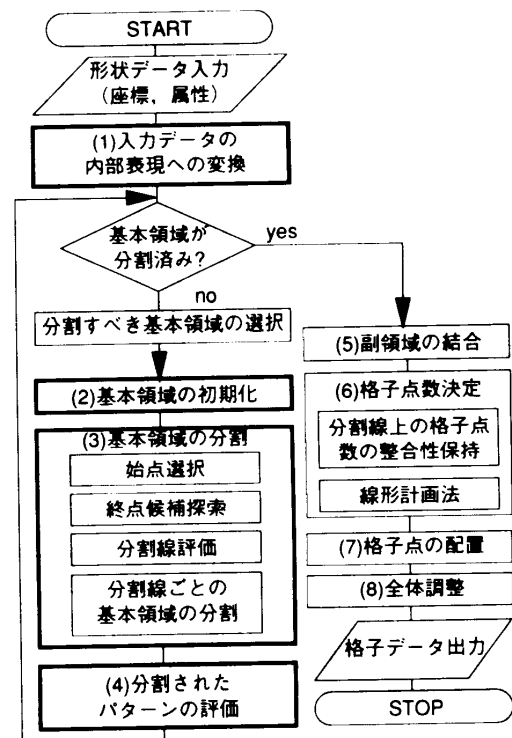 START
形状データ入力
(座標，属性)
(1)入力データの
内部表現への変換
基本領域が
分割済み?
yes
no
分割すべき基本領域の選択
(2)基本領域の初期化
(3)基本領域の分割
始点選択
終点候補探索
分割線評価
分割線ごとの
基本領域の分割
(4)分割された
パターンの評価
(5)副領域の結合
(6)格子点数決定
分割線上の格子点
数の整合性保持
線形計画法
(7)格子点の配置
(8)全体調整
格子データ出力
STOP